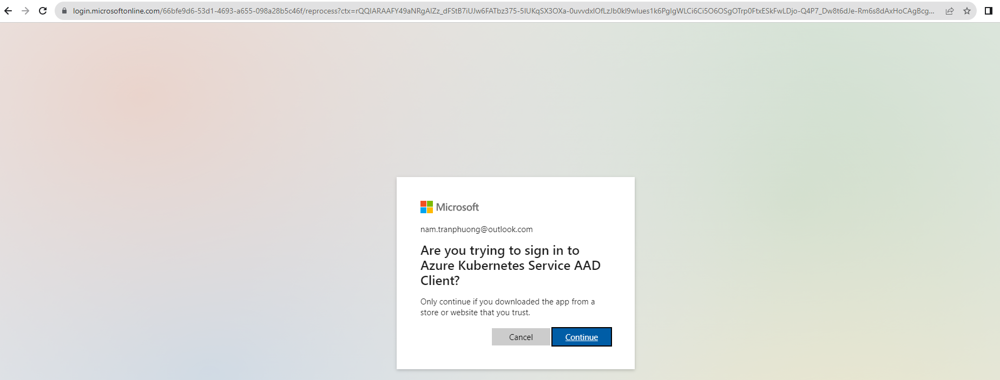 login.microsoftonline.com/66bfe9d6-53d1-4693-a655-098a28b5c46f/reprocess?ctx=rQQIARAAFY49aNRgAIZz_dFStB7iUJw6FATbz375-5IUKqSX3OXa-0uvvdxIOfLzJb0kl9wIues1k6PgIgWLCi6Ci5O6OSgOTrp0FtxESkFwLDjo-Q4P7_Dw8t6dJe-Rm6s8dAxHoCAgBcg...
Microsoft
nam.tranphuong@outlook.com
Are you trying to sign in to
Azure Kubernetes Service AAD
Client?
Only continue if you downloaded the app from a
store or website that you trust.
Cancel Continue